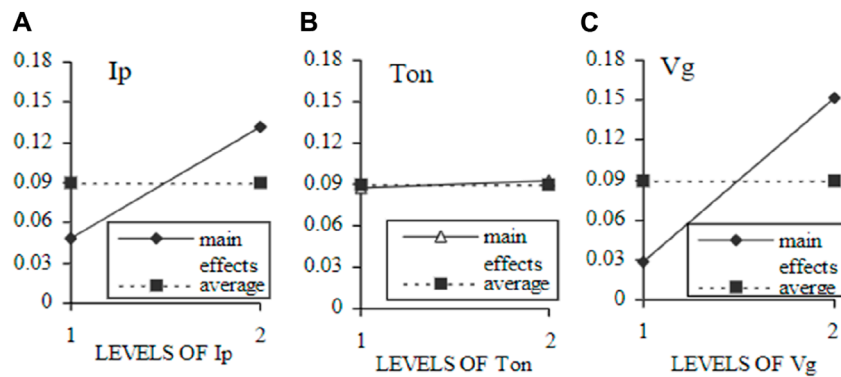 A
Ip
0.18
0.15
0.12
0.09
0.06
0.03
0
main
effects
average
1
2
LEVELS OF Ip
B
Ton
0.18
0.15
0.12
0.09
0.06
0.03
0
main
effects
average
1
2
LEVELS OF Ton
C
Vg
0.18
0.15
0.12
0.09
0.06
0.03
0
main
effects
averge
1
2
LEVELS OF Vg